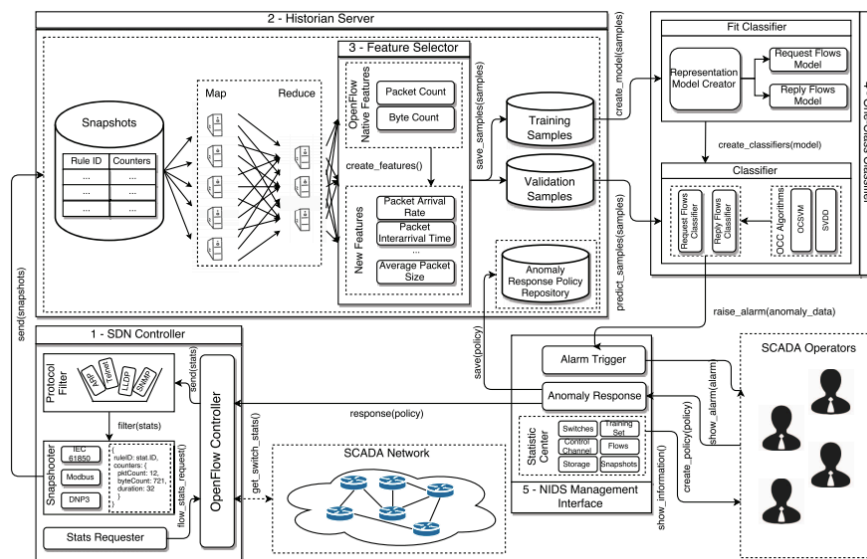 2 - Historian Server
Snapshots
Rule ID
Counters
...
...
...
...
...
...
Map
Reduce
3 - Feature Selector
OpenFlow
Native Features
Packet Count
Byte Count
create_features()
New Features
Packet Arrival
Rate
Packet
Interarrival Time
...
Average Packet
Size
save_samples(samples)
Training
Samples
Validation
Samples
Anomaly
Response Policy
Repository
create_model(samples)
predict_samples(samples)
Fit Classifier
Representation
Model Creator
Request Flows
Model
Reply Flows
Model
create_classifiers(model)
Classifier
Request Flows
Classifier
Reply Flows
Classifier
OCC Algorithms
OCSVM
SVDD
raise_alarm(anomaly_data)
send(snapshots)
1 - SDN Controller
Protocol
Filter
ARP
Telnet
LLDP
SNMP
send(stats)
filter(stats)
Snapshooter
IEC
61850
Modbus
DNP3
{
ruleID: stat.ID,
counters: {
pktCount: 12,
byteCount: 721,
duration: 32
}
}
flow_stats_request()
Stats Requester
OpenFlow Controller
response(policy)
get_switch_stats()
SCADA Network
save(policy)
Alarm Trigger
Anomaly Response
Statistic
Center
Switches
Training
Set
Control
Channel
Flows
Storage
Snapshots
5 - NIDS Management
Interface
show_information()
create_policy(policy)
show_alarm(alarm)
SCADA Operators